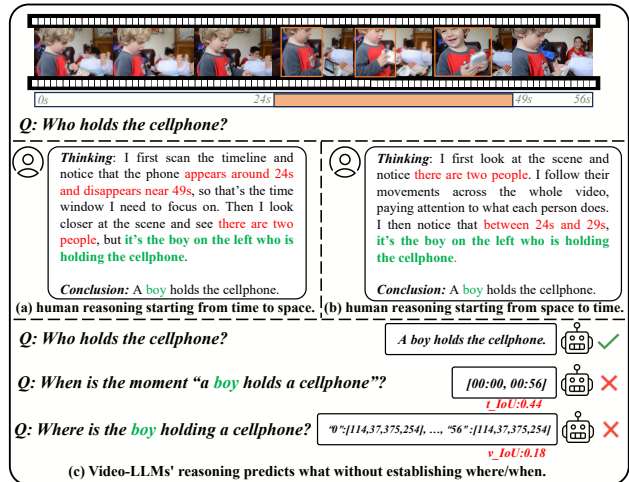 0s 24s 49s 56s
Q: Who holds the cellphone?
Thinking: I first scan the timeline and
notice that the phone appears around 24s
and disappears near 49s, so that's the time
window I need to focus on. Then I look
closer at the scene and see there are two
people, but it's the boy on the left who is
holding the cellphone.
Conclusion: A boy holds the cellphone.
(a) human reasoning starting from time to space.
Thinking: I first look at the scene and
notice there are two people. I follow their
movements across the whole video,
paying attention to what each person does.
I then notice that between 24s and 29s,
it's the boy on the left who is holding
the cellphone.
Conclusion: A boy holds the cellphone.
(b) human reasoning starting from space to time.
Q: Who holds the cellphone?
A boy holds the cellphone.
Q: When is the moment “a boy holds a cellphone”?
[00:00, 00:56]
t_IoU:0.44
Q: Where is the boy holding a cellphone?
“0”:[114,37,375,254], …, “56” :[114,37,375,254]
v_IoU:0.18
(c) Video-LLMs' reasoning predicts what without establishing where/when.